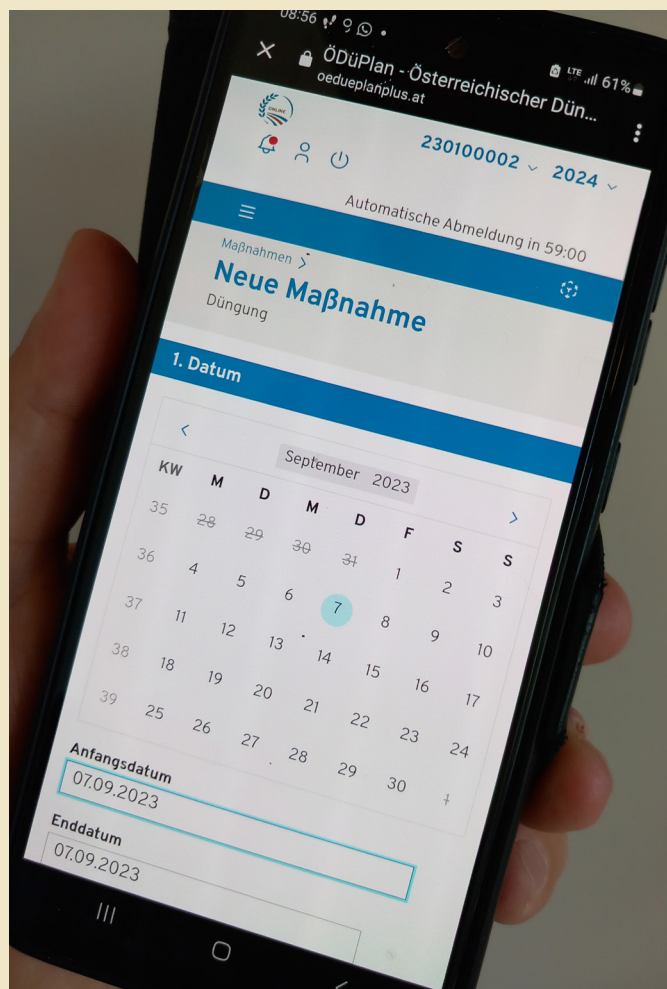 08:56
LTE 61%
ÖDüPlan - Österreichischer Dün...
oedueplanplus.at
ONLINE
230100002 2024
Automatische Abmeldung in 59:00
Maßnahmen >
Neue Maßnahme
Düngung
1. Datum
< September 2023 >
KW M D M D F S S
35 28 29 30 31 1 2 3
36 4 5 6 7 8 9 10
37 11 12 13 14 15 16 17
38 18 19 20 21 22 23 24
39 25 26 27 28 29 30 1
Anfangsdatum
07.09.2023
Enddatum
07.09.2023